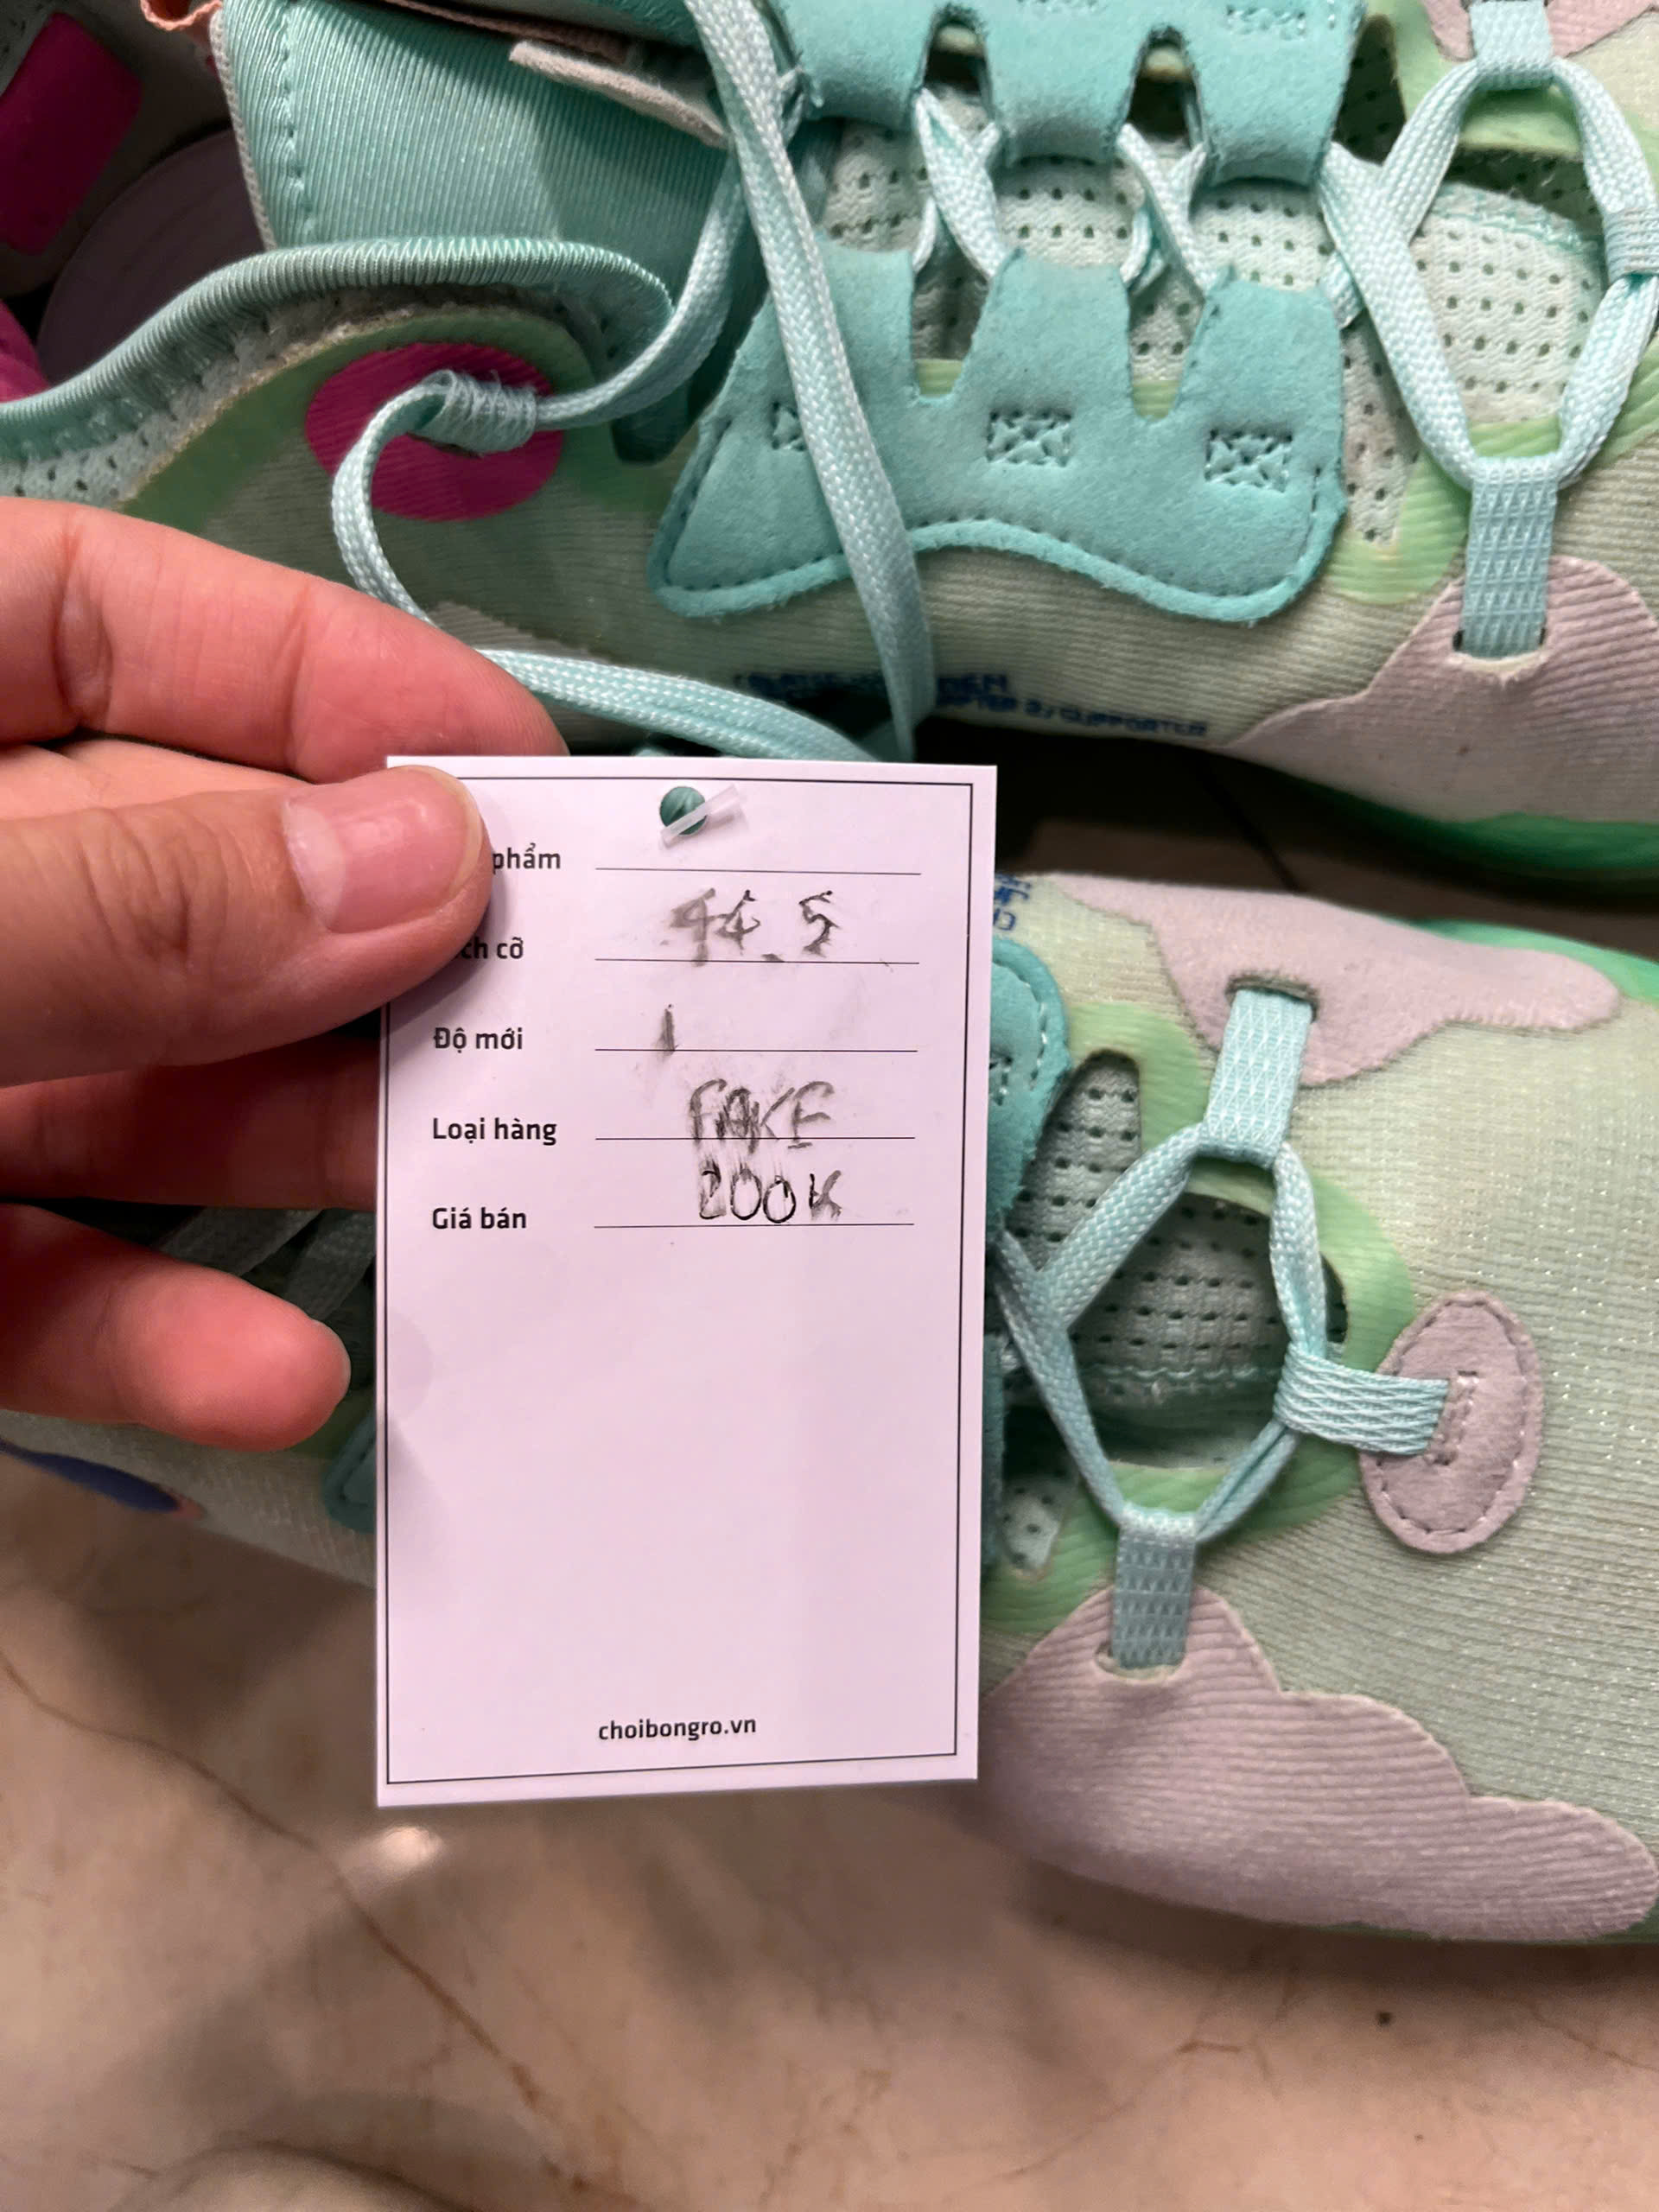 phẩm
ch cỡ 44.5
Độ mới 1
Loại hàng FAKE
Giá bán 200K
choibongro.vn